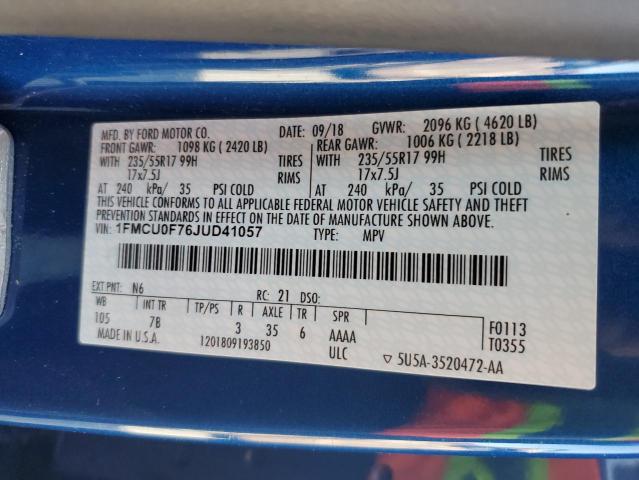 MFD. BY FORD MOTOR CO. DATE: 09/18 GVWR: 2096 KG ( 4620 LB)
FRONT GAWR: 1098 KG ( 2420 LB) REAR GAWR: 1006 KG ( 2218 LB)
WITH 235/55R17 99H TIRES WITH 235/55R17 99H TIRES
17x7.5J RIMS 17x7.5J RIMS
AT 240 kPa/ 35 PSI COLD AT 240 kPa/ 35 PSI COLD
THIS VEHICLE CONFORMS TO ALL APPLICABLE FEDERAL MOTOR VEHICLE SAFETY AND THEFT
PREVENTION STANDARDS IN EFFECT ON THE DATE OF MANUFACTURE SHOWN ABOVE.
VIN: 1FMCU0F76JUD41057 TYPE: MPV
EXT PNT: N6 RC: 21 DSO:
WB INT TR TP/PS R AXLE TR SPR
105 7B 3 35 6 AAAA
ULC
F0113
T0355
MADE IN U.S.A. 1201809193850 ▽ 5U5A-3520472-AA